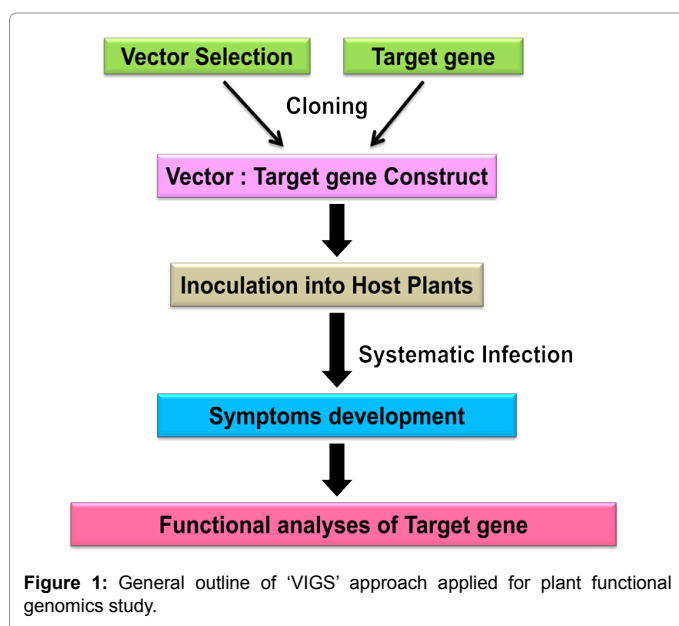 Vector Selection
Target gene
Cloning
Vector : Target gene Construct
Inoculation into Host Plants
Systematic Infection
Symptoms development
Functional analyses of Target gene
Figure 1: General outline of ‘VIGS’ approach applied for plant functional
genomics study.